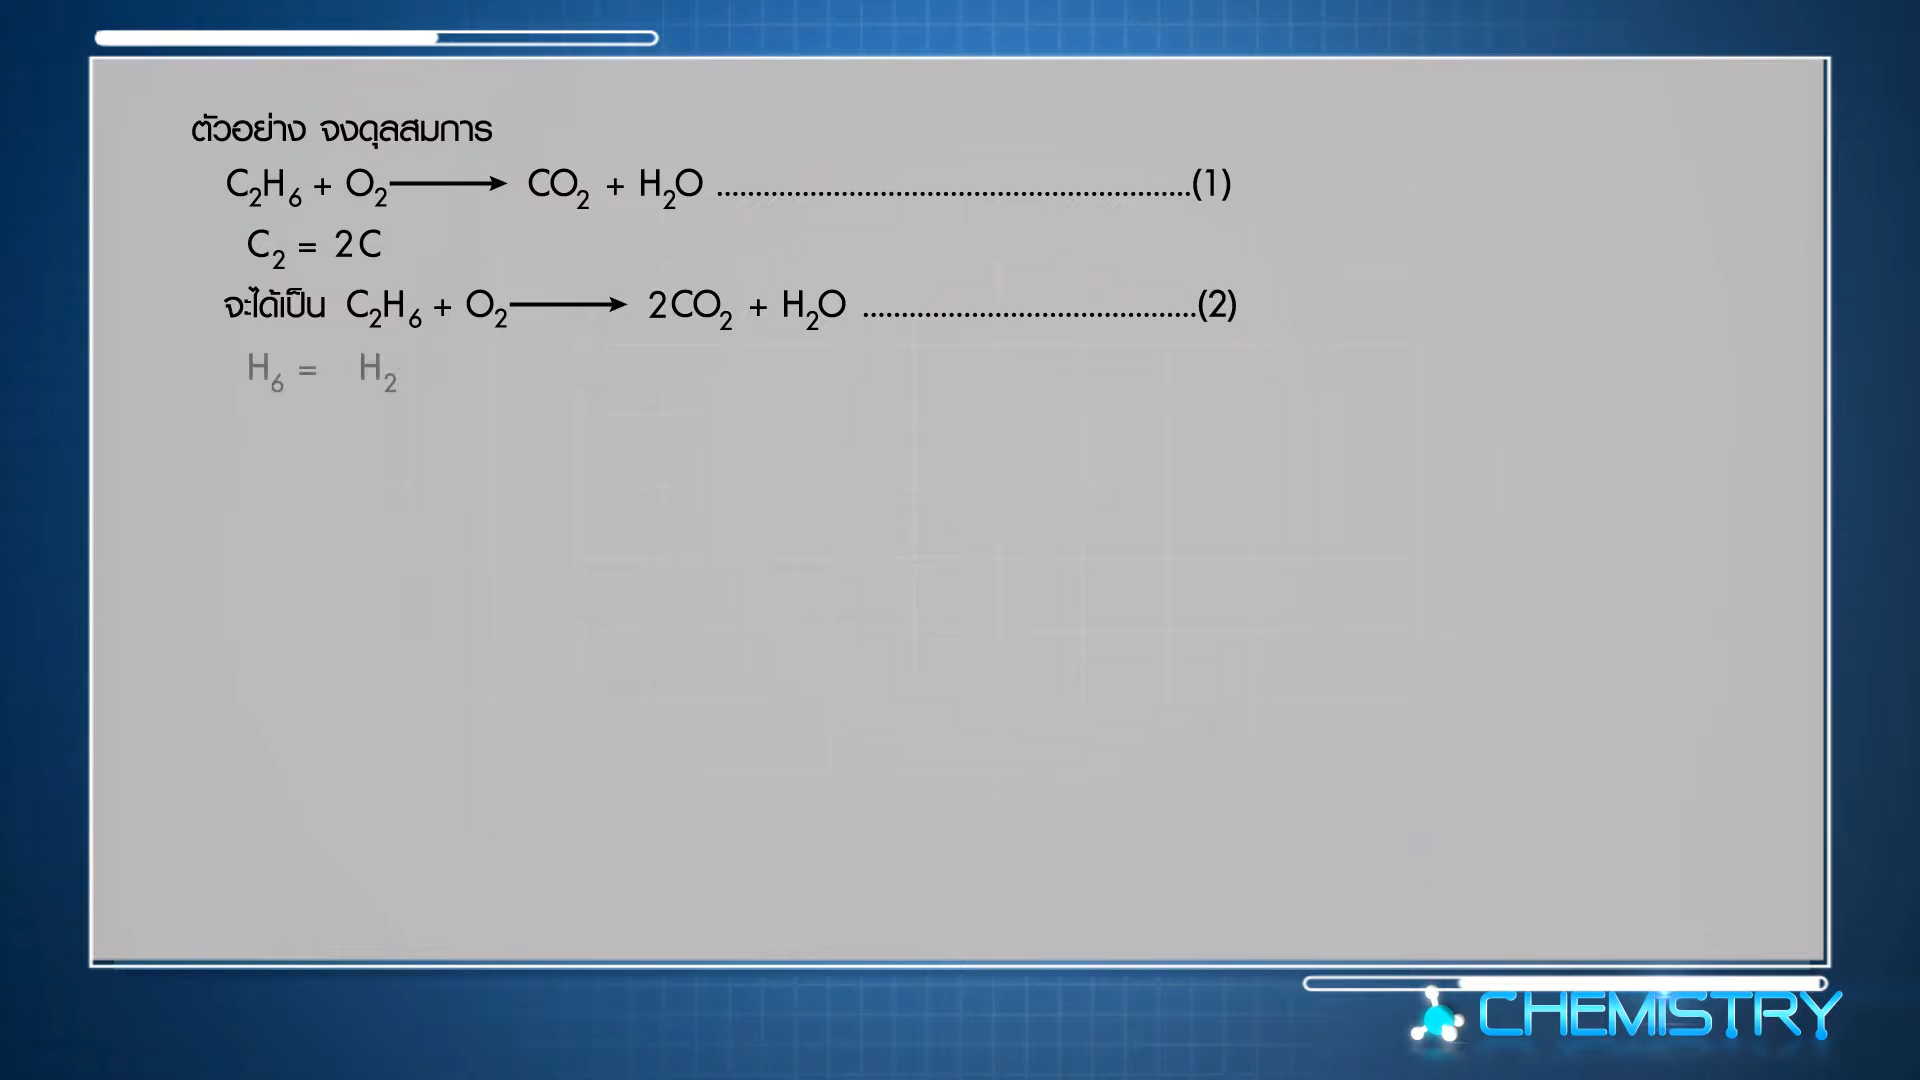 ตัวอย่าง จงดุลสมการ
C₂H₆ + O₂ ⟶ CO₂ + H₂O ..............................................................(1)
C₂ = 2C
จะได้เป็น C₂H₆ + O₂ ⟶ 2CO₂ + H₂O ............................................(2)
H₆ = H₂
CHEMISTRY